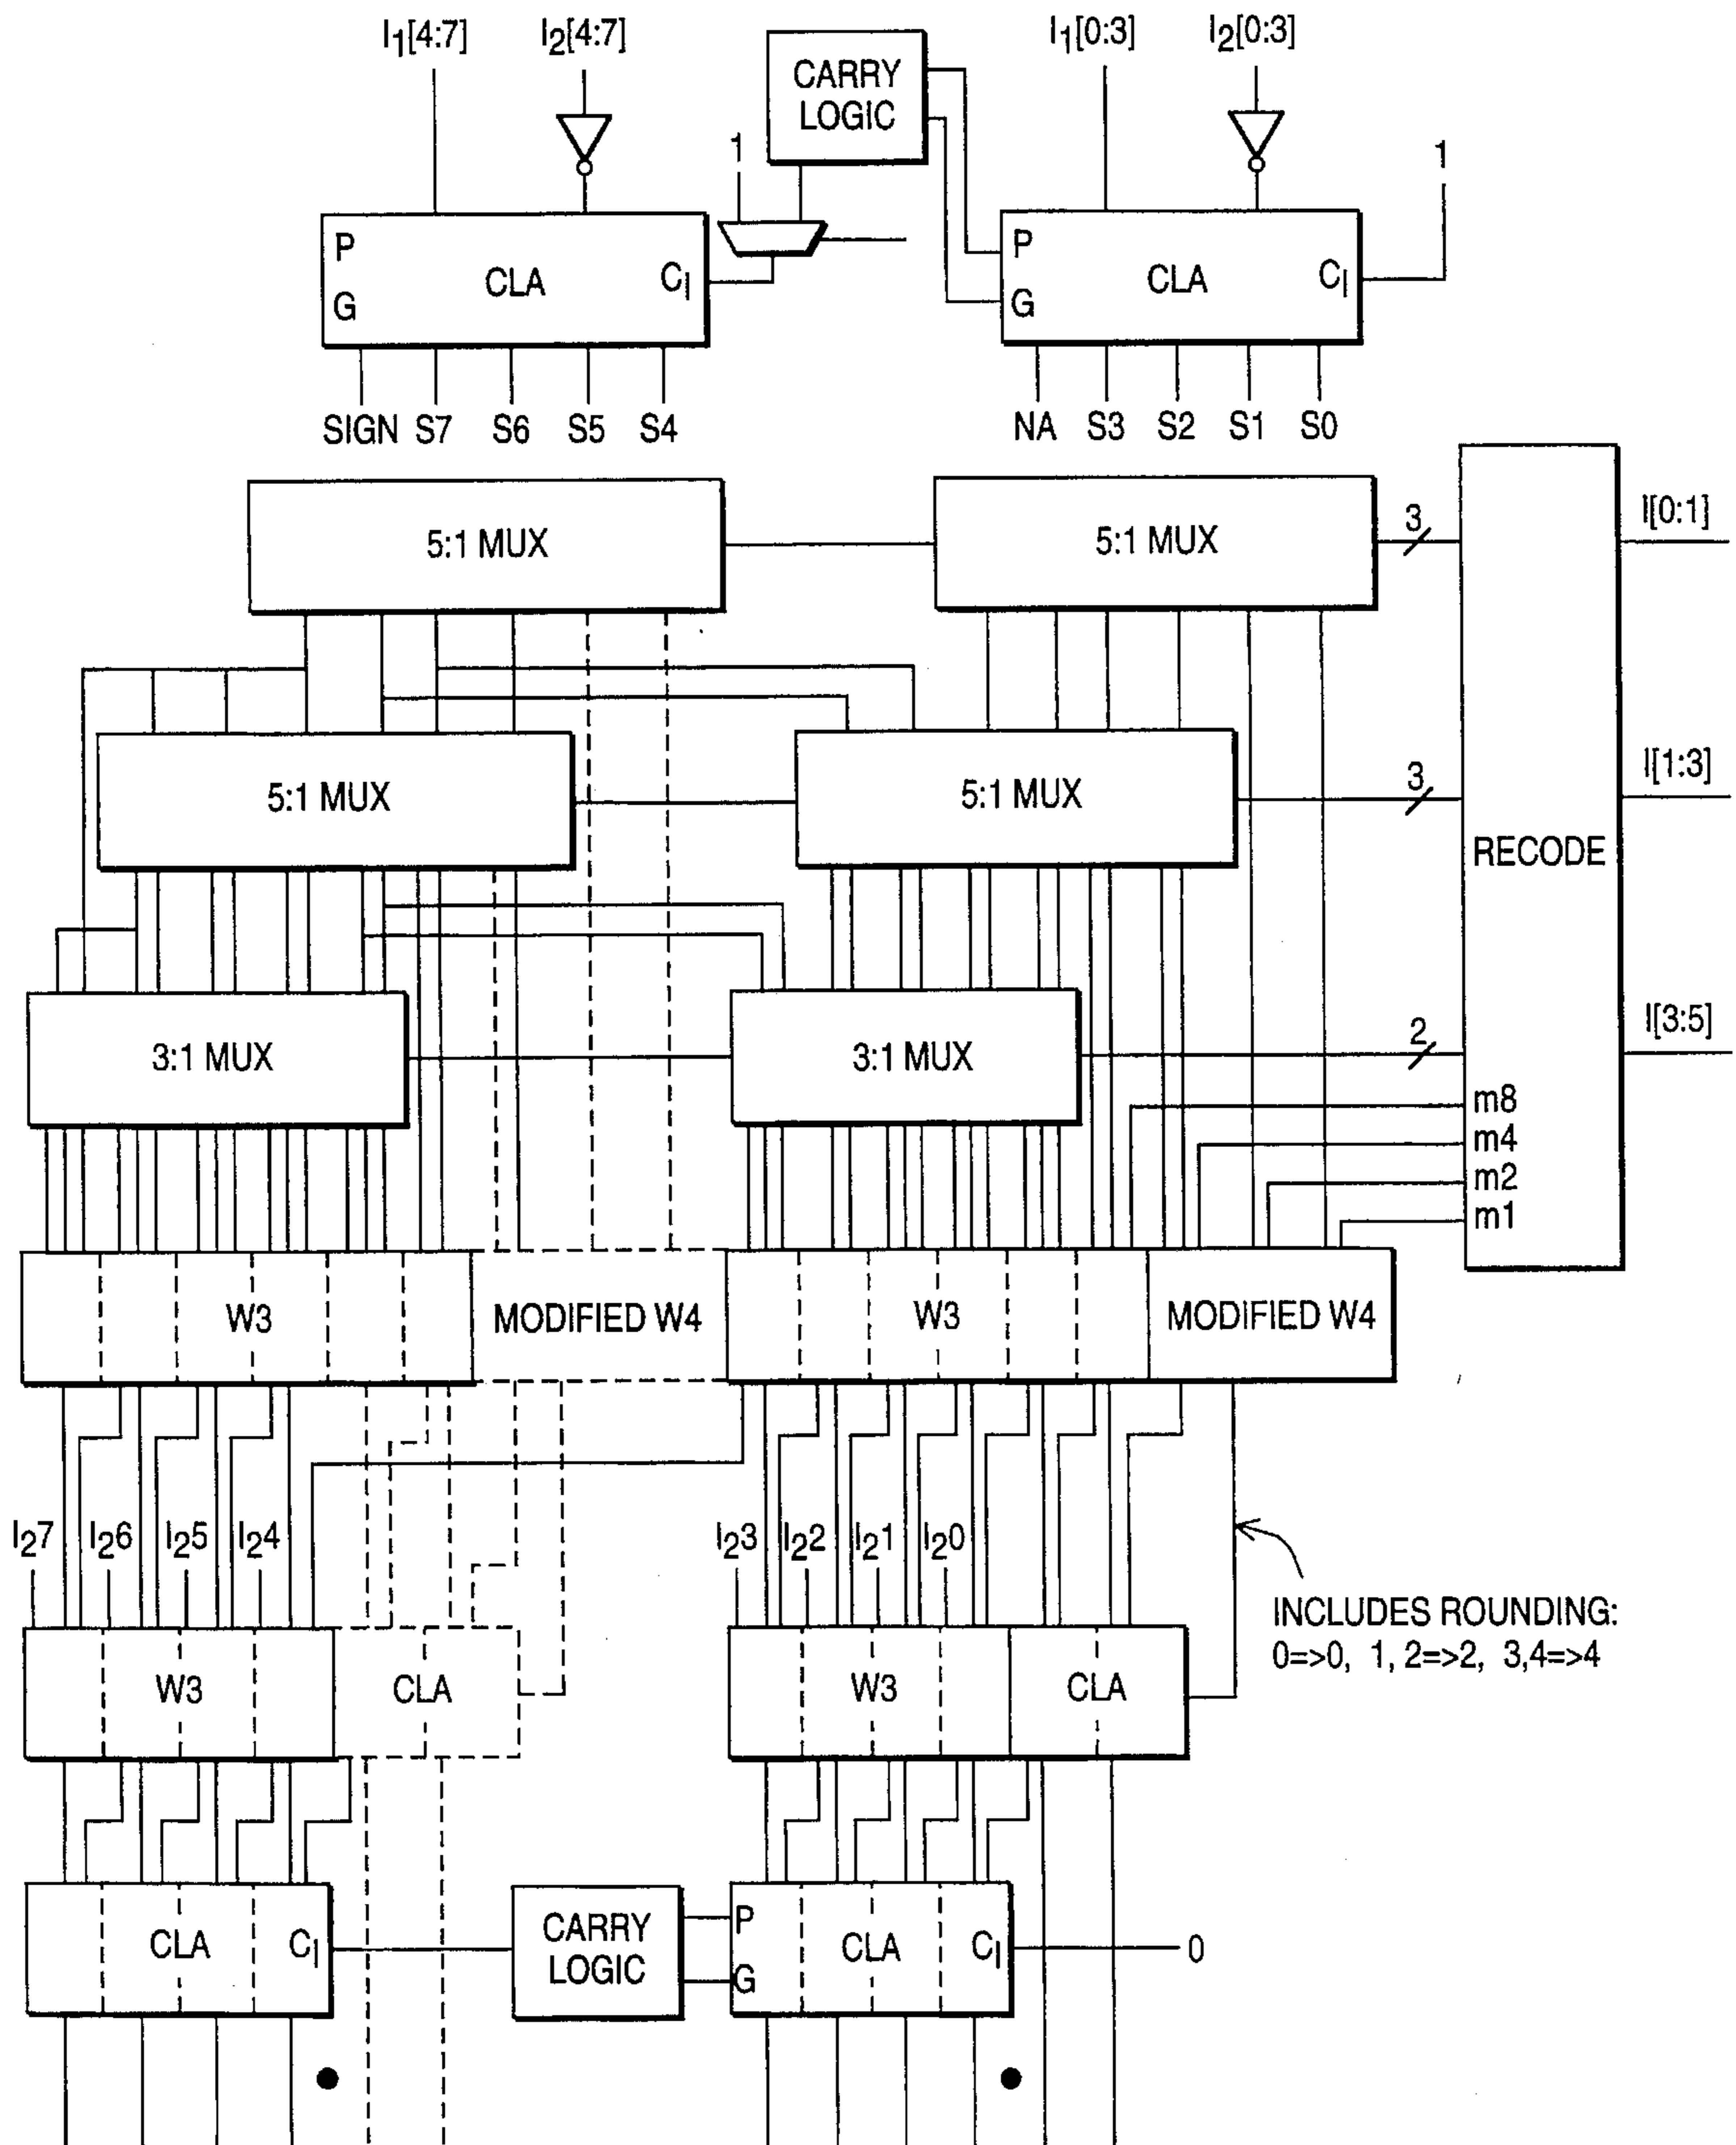 I1[4:7] I2[4:7] CARRY LOGIC I1[0:3] I2[0:3]
1 1
P G CLA CI P G CLA CI
SIGN S7 S6 S5 S4 NA S3 S2 S1 S0
5:1 MUX 5:1 MUX 3 I[0:1]
5:1 MUX 5:1 MUX 3 I[1:3]
RECODE
3:1 MUX 3:1 MUX 2 I[3:5]
m8
m4
m2
m1
W3 MODIFIED W4 W3 MODIFIED W4
I27 I26 I25 I24 I23 I22 I21 I20
INCLUDES ROUNDING:
0=>0, 1,2=>2, 3,4=>4
W3 CLA W3 CLA
CLA CI CARRY LOGIC P G CLA CI 0